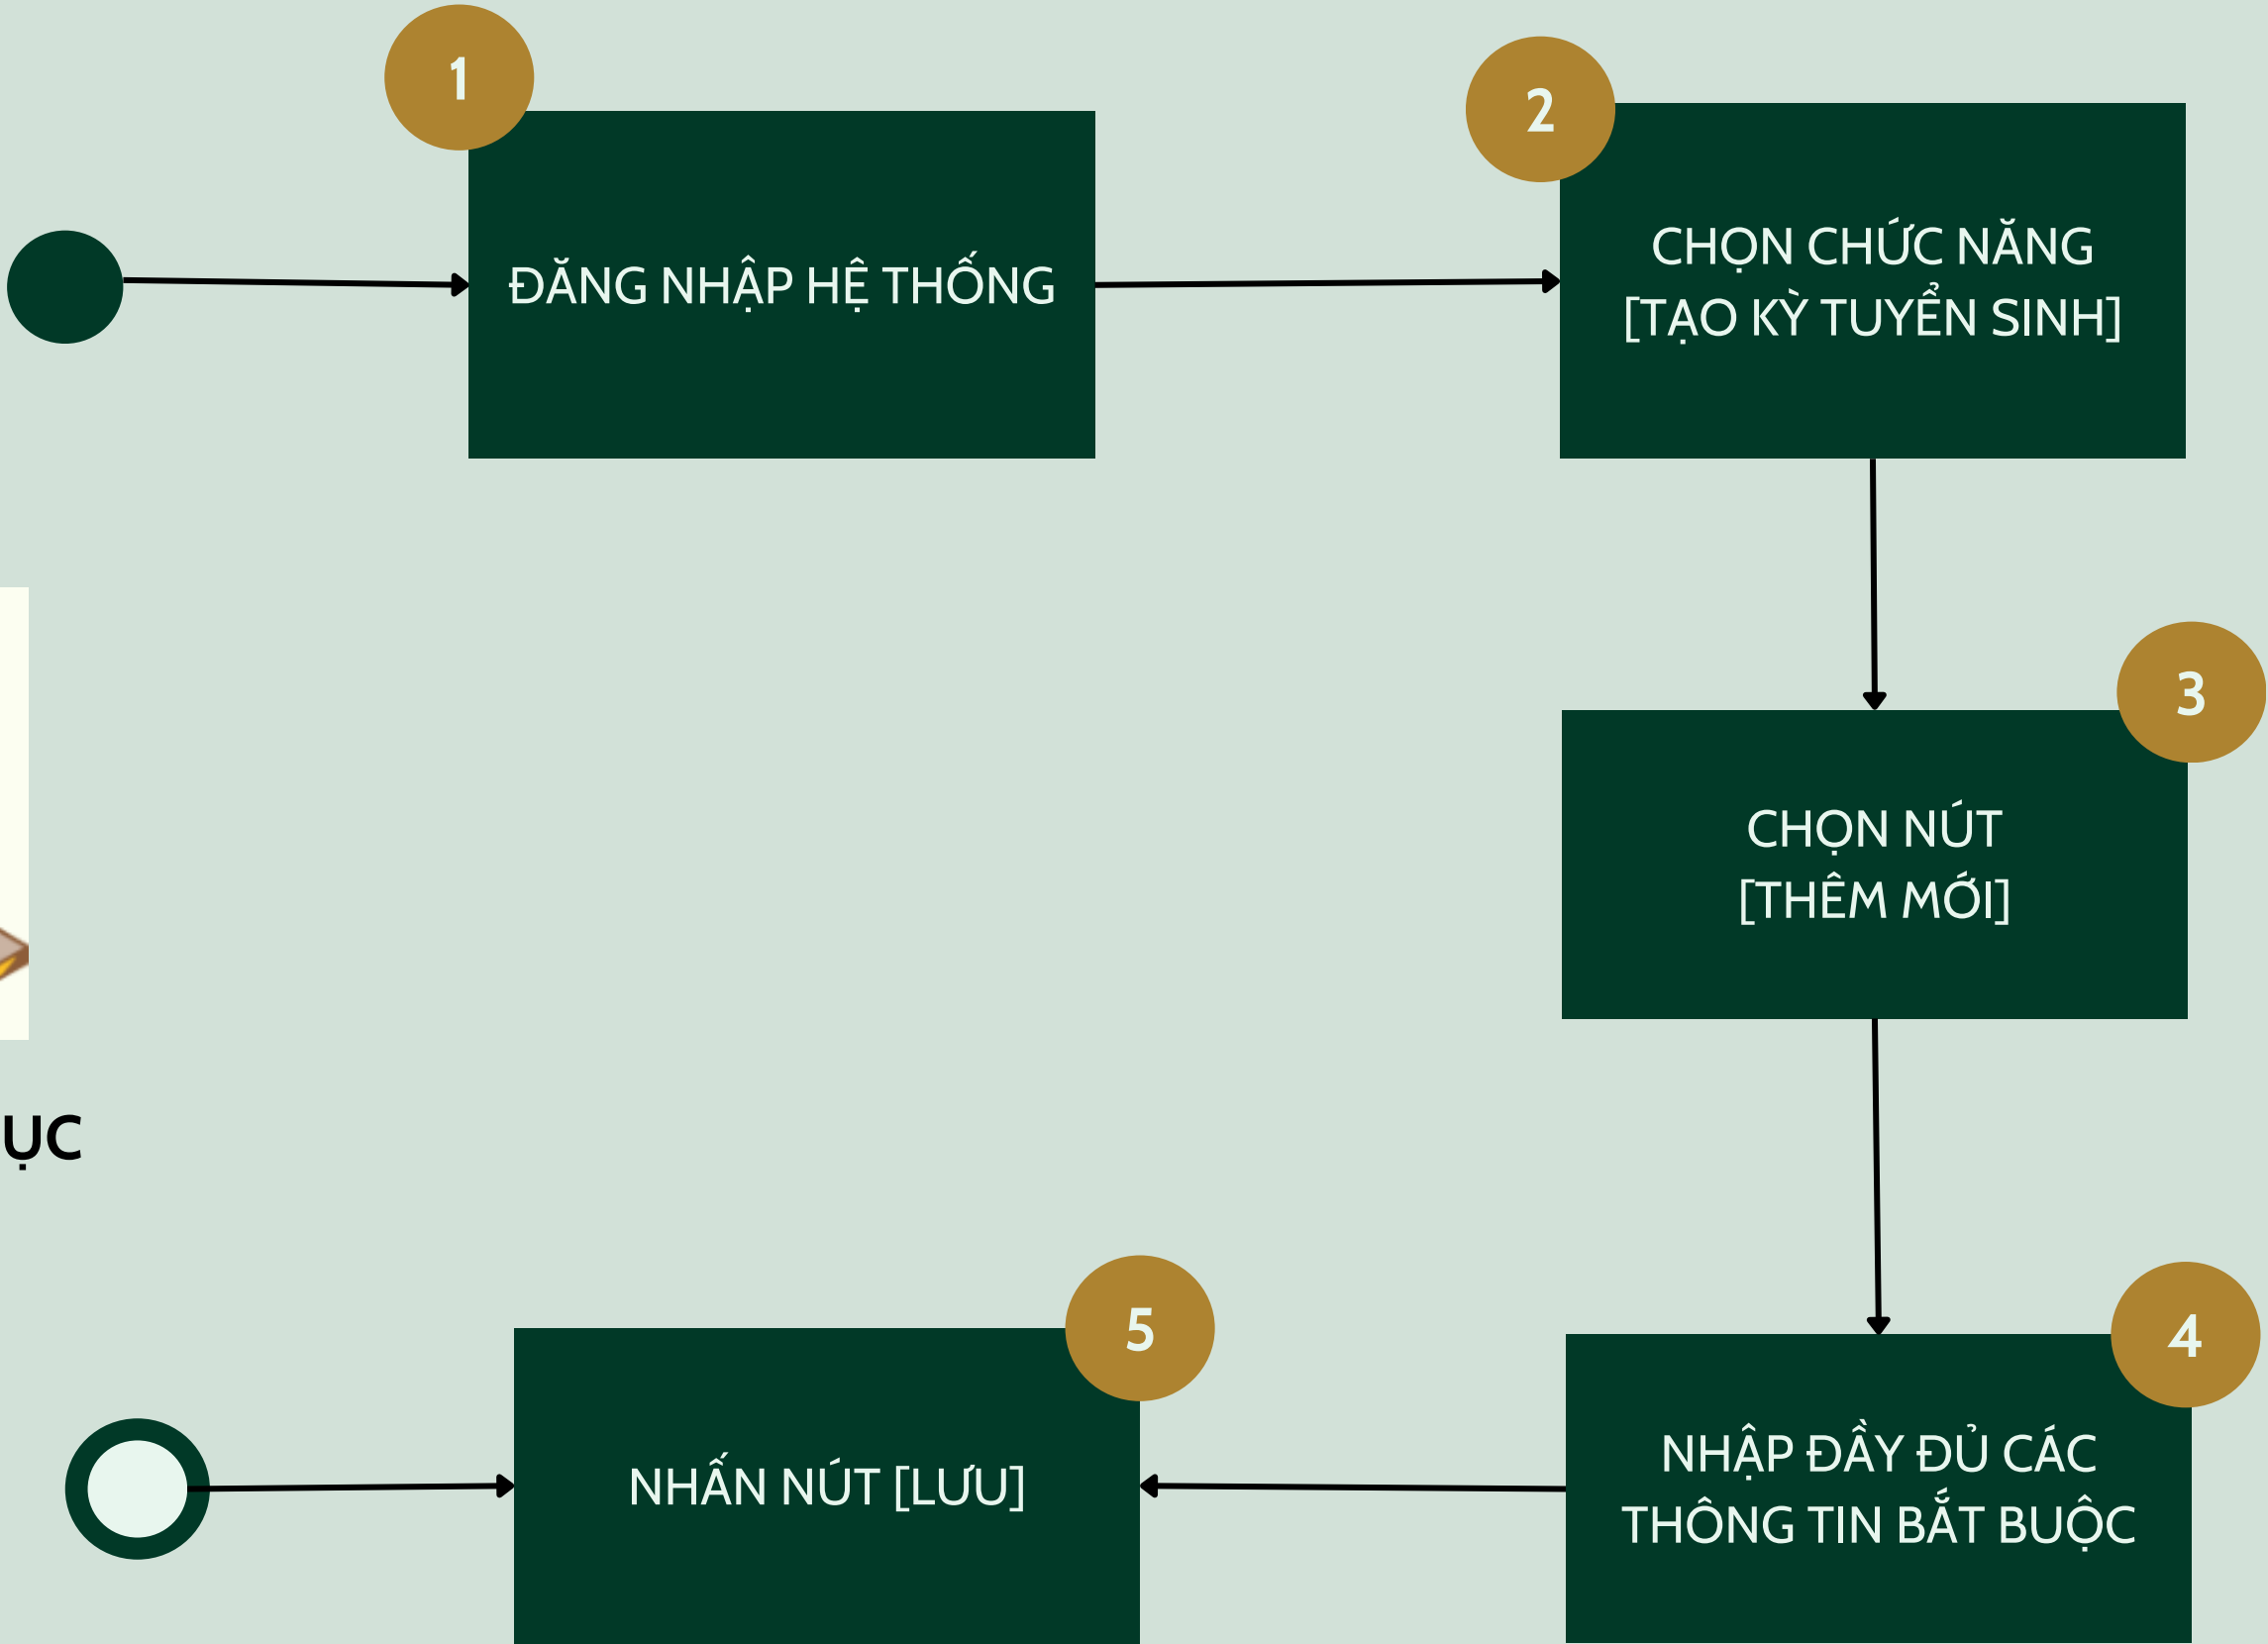 1
ĐĂNG NHẬP HỆ THỐNG
2
CHỌN CHỨC NĂNG
[TẠO KỲ TUYỂN SINH]
3
CHỌN NÚT
[THÊM MỚI]
ỤC
4
NHẬP ĐẦY ĐỦ CÁC
THÔNG TIN BẮT BUỘC
5
NHẤN NÚT [LƯU]